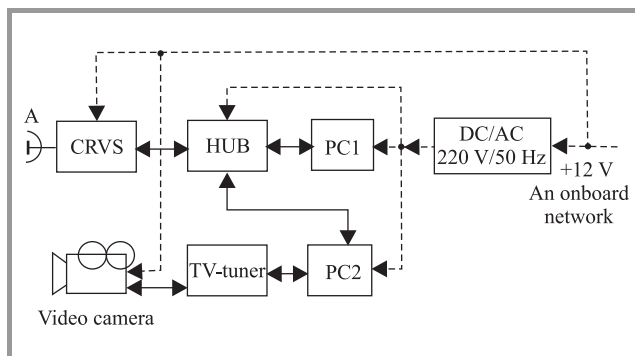 A
CRVS
HUB
PC1
DC/AC
220 V/50 Hz
+12 V
An onboard
network
TV-tuner
PC2
Video camera